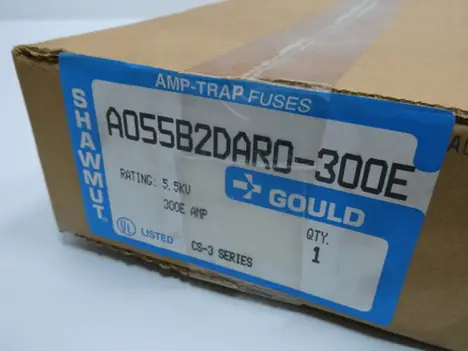 AMP-TRAP FUSES
SHAWMUT
A055B2DAR0-300E
RATING: 5.5KV
300E AMP
GOULD
UL LISTED
CS-3 SERIES
QTY.
1
A0